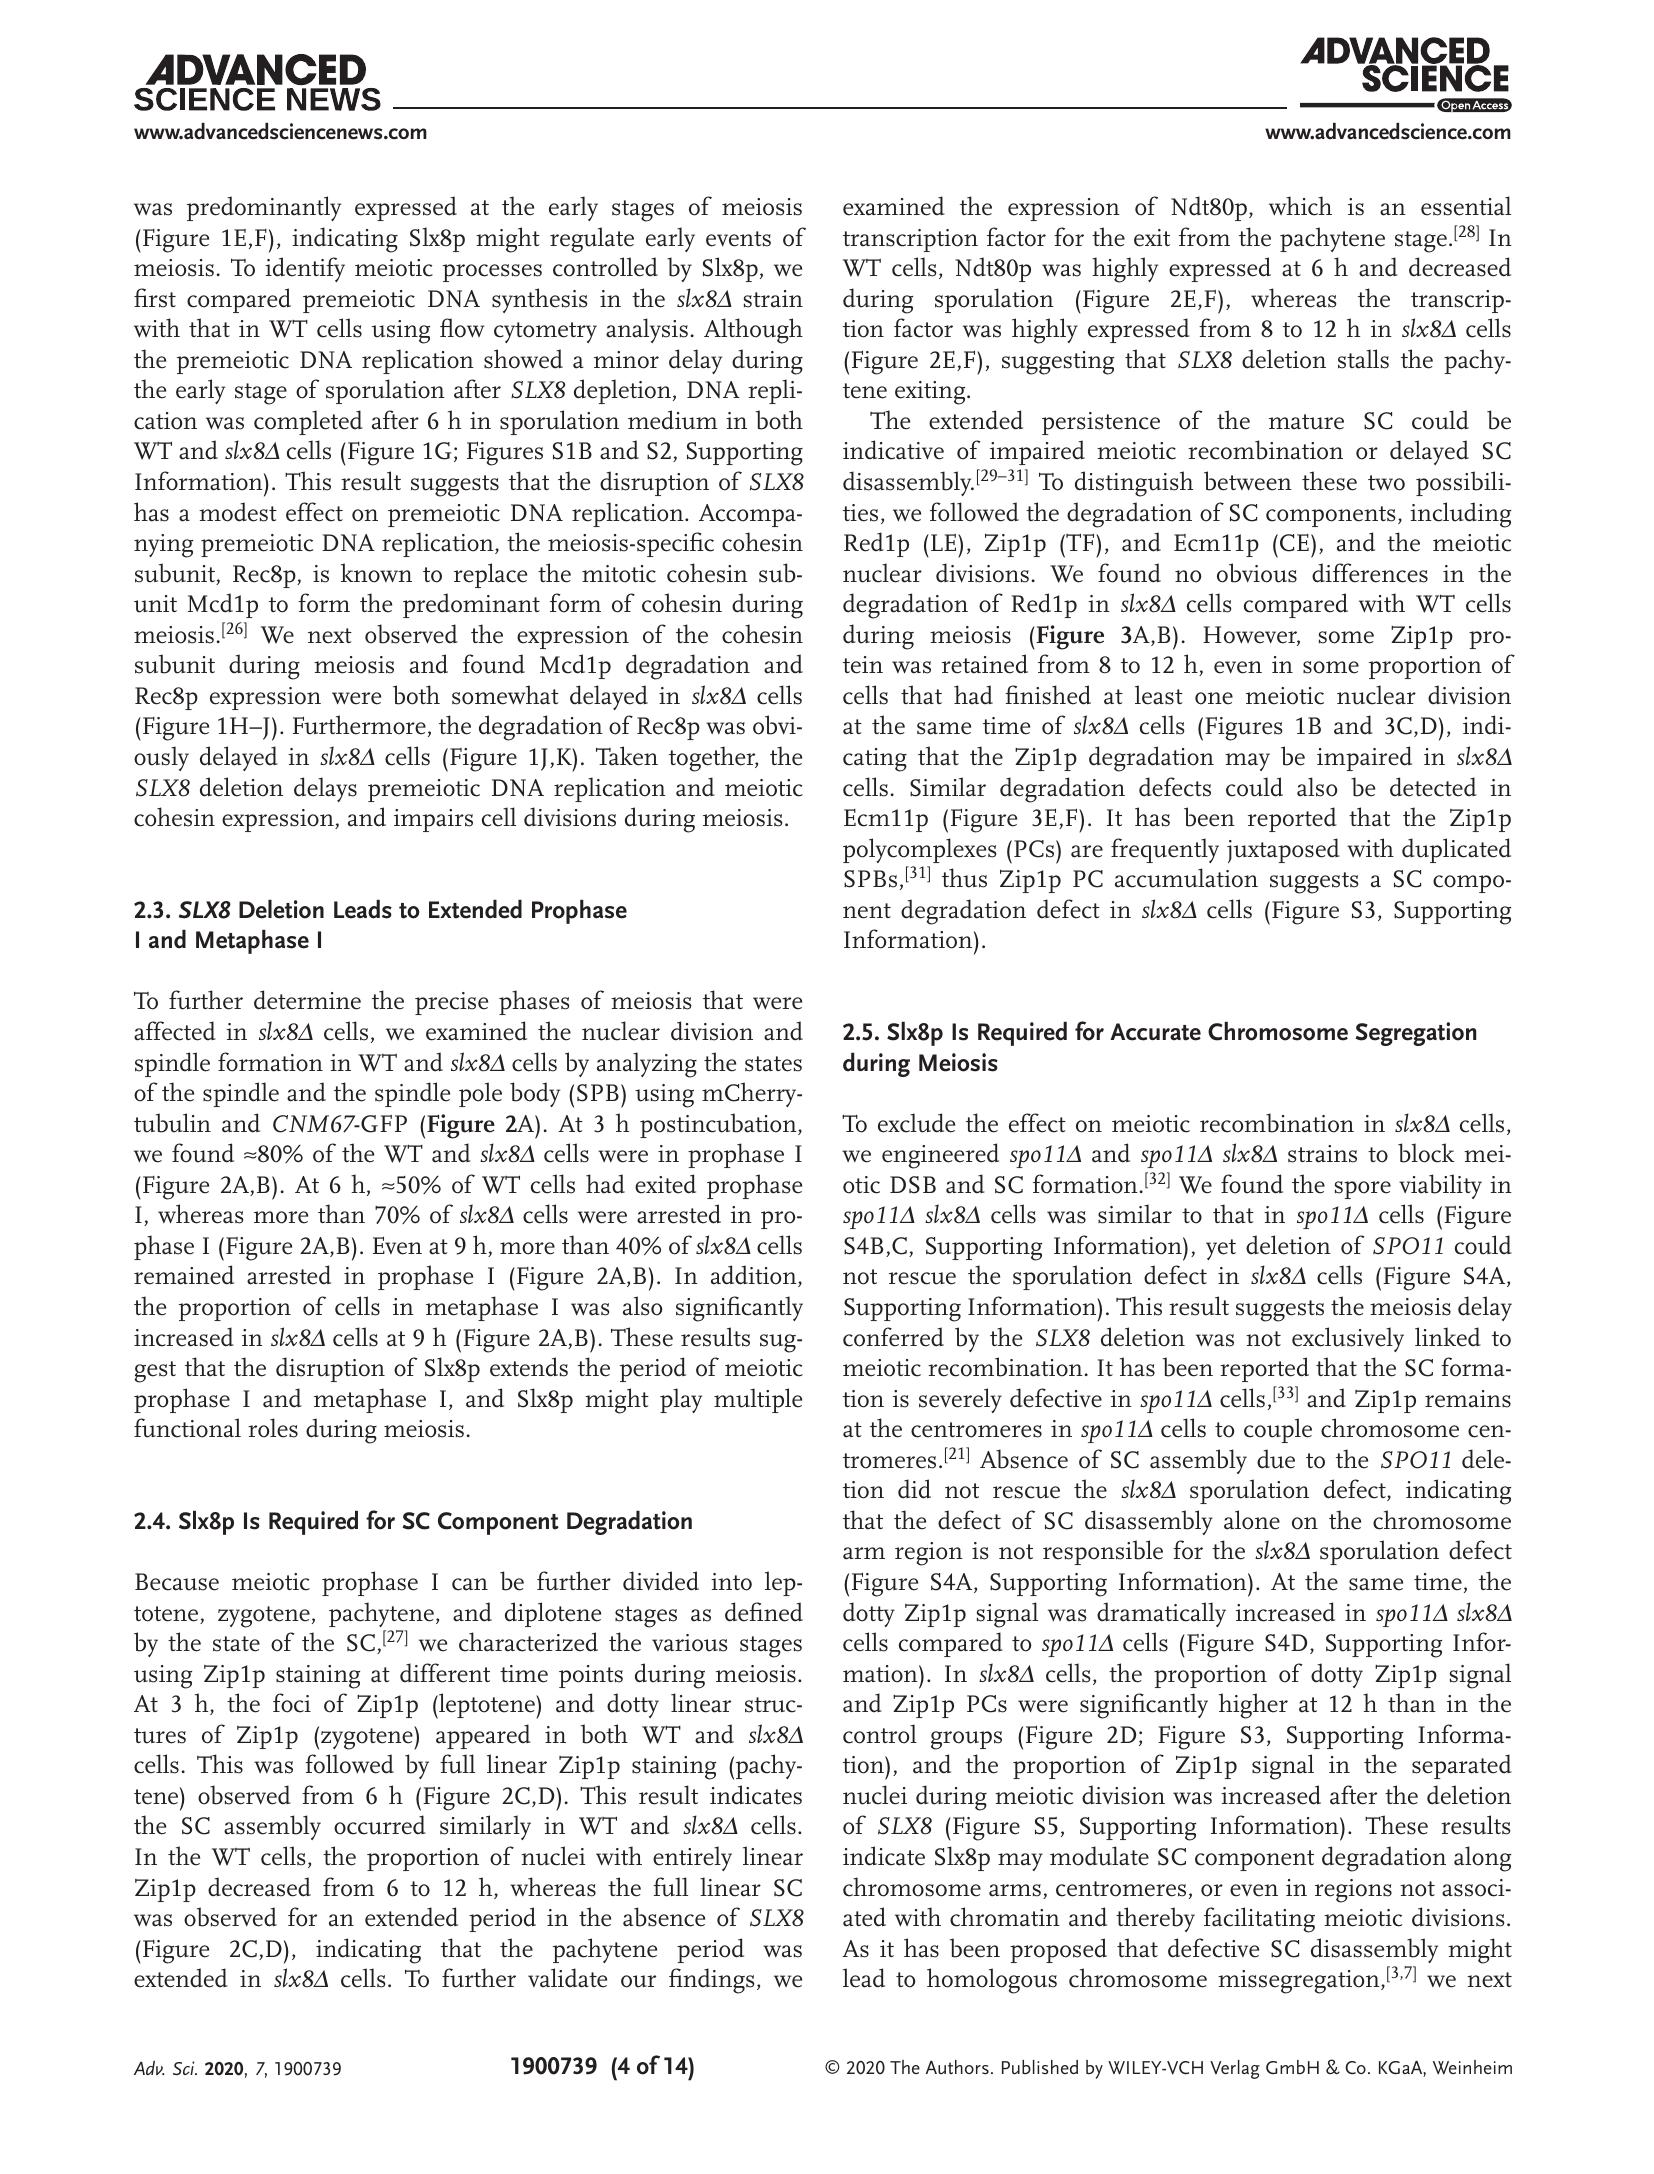 ADVANCED
SCIENCE NEWS
www.advancedsciencenews.com
ADVANCED
SCIENCE
Open Access
www.advancedscience.com
was predominantly expressed at the early stages of meiosis
(Figure 1E,F), indicating Slx8p might regulate early events of
meiosis. To identify meiotic processes controlled by Slx8p, we
first compared premeiotic DNA synthesis in the slx8Δ strain
with that in WT cells using flow cytometry analysis. Although
the premeiotic DNA replication showed a minor delay during
the early stage of sporulation after SLX8 depletion, DNA repli-
cation was completed after 6 h in sporulation medium in both
WT and slx8Δ cells (Figure 1G; Figures S1B and S2, Supporting
Information). This result suggests that the disruption of SLX8
has a modest effect on premeiotic DNA replication. Accompa-
nying premeiotic DNA replication, the meiosis-specific cohesin
subunit, Rec8p, is known to replace the mitotic cohesin sub-
unit Mcd1p to form the predominant form of cohesin during
meiosis.[26] We next observed the expression of the cohesin
subunit during meiosis and found Mcd1p degradation and
Rec8p expression were both somewhat delayed in slx8Δ cells
(Figure 1H–J). Furthermore, the degradation of Rec8p was obvi-
ously delayed in slx8Δ cells (Figure 1J,K). Taken together, the
SLX8 deletion delays premeiotic DNA replication and meiotic
cohesin expression, and impairs cell divisions during meiosis.
2.3. SLX8 Deletion Leads to Extended Prophase
I and Metaphase I
To further determine the precise phases of meiosis that were
affected in slx8Δ cells, we examined the nuclear division and
spindle formation in WT and slx8Δ cells by analyzing the states
of the spindle and the spindle pole body (SPB) using mCherry-
tubulin and CNM67-GFP (Figure 2A). At 3 h postincubation,
we found ≈80% of the WT and slx8Δ cells were in prophase I
(Figure 2A,B). At 6 h, ≈50% of WT cells had exited prophase
I, whereas more than 70% of slx8Δ cells were arrested in pro-
phase I (Figure 2A,B). Even at 9 h, more than 40% of slx8Δ cells
remained arrested in prophase I (Figure 2A,B). In addition,
the proportion of cells in metaphase I was also significantly
increased in slx8Δ cells at 9 h (Figure 2A,B). These results sug-
gest that the disruption of Slx8p extends the period of meiotic
prophase I and metaphase I, and Slx8p might play multiple
functional roles during meiosis.
2.4. Slx8p Is Required for SC Component Degradation
Because meiotic prophase I can be further divided into lep-
totene, zygotene, pachytene, and diplotene stages as defined
by the state of the SC,[27] we characterized the various stages
using Zip1p staining at different time points during meiosis.
At 3 h, the foci of Zip1p (leptotene) and dotty linear struc-
tures of Zip1p (zygotene) appeared in both WT and slx8Δ
cells. This was followed by full linear Zip1p staining (pachy-
tene) observed from 6 h (Figure 2C,D). This result indicates
the SC assembly occurred similarly in WT and slx8Δ cells.
In the WT cells, the proportion of nuclei with entirely linear
Zip1p decreased from 6 to 12 h, whereas the full linear SC
was observed for an extended period in the absence of SLX8
(Figure 2C,D), indicating that the pachytene period was
extended in slx8Δ cells. To further validate our findings, we
examined the expression of Ndt80p, which is an essential
transcription factor for the exit from the pachytene stage.[28] In
WT cells, Ndt80p was highly expressed at 6 h and decreased
during sporulation (Figure 2E,F), whereas the transcrip-
tion factor was highly expressed from 8 to 12 h in slx8Δ cells
(Figure 2E,F), suggesting that SLX8 deletion stalls the pachy-
tene exiting.
The extended persistence of the mature SC could be
indicative of impaired meiotic recombination or delayed SC
disassembly.[29–31] To distinguish between these two possibili-
ties, we followed the degradation of SC components, including
Red1p (LE), Zip1p (TF), and Ecm11p (CE), and the meiotic
nuclear divisions. We found no obvious differences in the
degradation of Red1p in slx8Δ cells compared with WT cells
during meiosis (Figure 3A,B). However, some Zip1p pro-
tein was retained from 8 to 12 h, even in some proportion of
cells that had finished at least one meiotic nuclear division
at the same time of slx8Δ cells (Figures 1B and 3C,D), indi-
cating that the Zip1p degradation may be impaired in slx8Δ
cells. Similar degradation defects could also be detected in
Ecm11p (Figure 3E,F). It has been reported that the Zip1p
polycomplexes (PCs) are frequently juxtaposed with duplicated
SPBs,[31] thus Zip1p PC accumulation suggests a SC compo-
nent degradation defect in slx8Δ cells (Figure S3, Supporting
Information).
2.5. Slx8p Is Required for Accurate Chromosome Segregation
during Meiosis
To exclude the effect on meiotic recombination in slx8Δ cells,
we engineered spo11Δ and spo11Δ slx8Δ strains to block mei-
otic DSB and SC formation.[32] We found the spore viability in
spo11Δ slx8Δ cells was similar to that in spo11Δ cells (Figure
S4B,C, Supporting Information), yet deletion of SPO11 could
not rescue the sporulation defect in slx8Δ cells (Figure S4A,
Supporting Information). This result suggests the meiosis delay
conferred by the SLX8 deletion was not exclusively linked to
meiotic recombination. It has been reported that the SC forma-
tion is severely defective in spo11Δ cells,[33] and Zip1p remains
at the centromeres in spo11Δ cells to couple chromosome cen-
tromeres.[21] Absence of SC assembly due to the SPO11 dele-
tion did not rescue the slx8Δ sporulation defect, indicating
that the defect of SC disassembly alone on the chromosome
arm region is not responsible for the slx8Δ sporulation defect
(Figure S4A, Supporting Information). At the same time, the
dotty Zip1p signal was dramatically increased in spo11Δ slx8Δ
cells compared to spo11Δ cells (Figure S4D, Supporting Infor-
mation). In slx8Δ cells, the proportion of dotty Zip1p signal
and Zip1p PCs were significantly higher at 12 h than in the
control groups (Figure 2D; Figure S3, Supporting Informa-
tion), and the proportion of Zip1p signal in the separated
nuclei during meiotic division was increased after the deletion
of SLX8 (Figure S5, Supporting Information). These results
indicate Slx8p may modulate SC component degradation along
chromosome arms, centromeres, or even in regions not associ-
ated with chromatin and thereby facilitating meiotic divisions.
As it has been proposed that defective SC disassembly might
lead to homologous chromosome missegregation,[3,7] we next
Adv. Sci. 2020, 7, 1900739
1900739 (4 of 14)
© 2020 The Authors. Published by WILEY-VCH Verlag GmbH & Co. KGaA, Weinheim